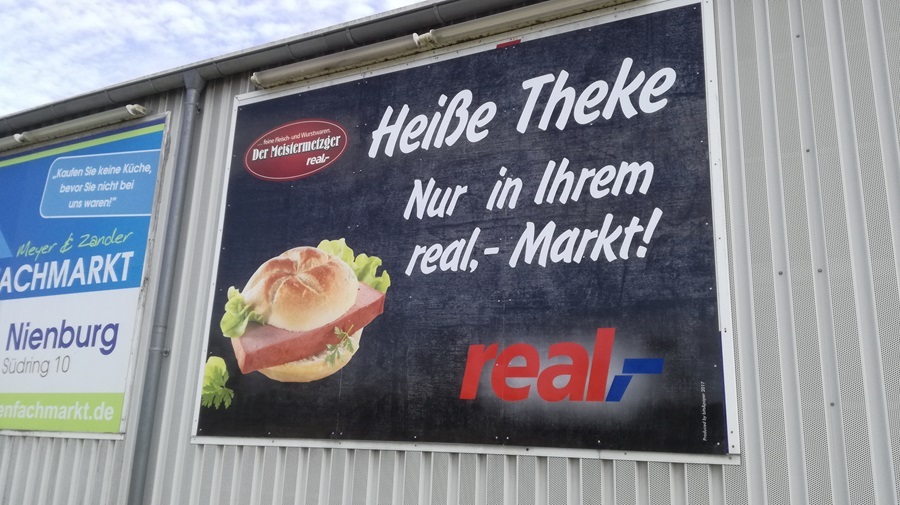 „Kaufen Sie keine Küche,
bevor Sie nicht bei
uns waren!"
Meyer & Zander
FACHMARKT
Nienburg
Südring 10
enfachmarkt.de
... feine Fleisch- und Wurstwaren.
Der Meistermetzger
real,-
Heiße Theke
Nur in Ihrem
real,- Markt!
real,-